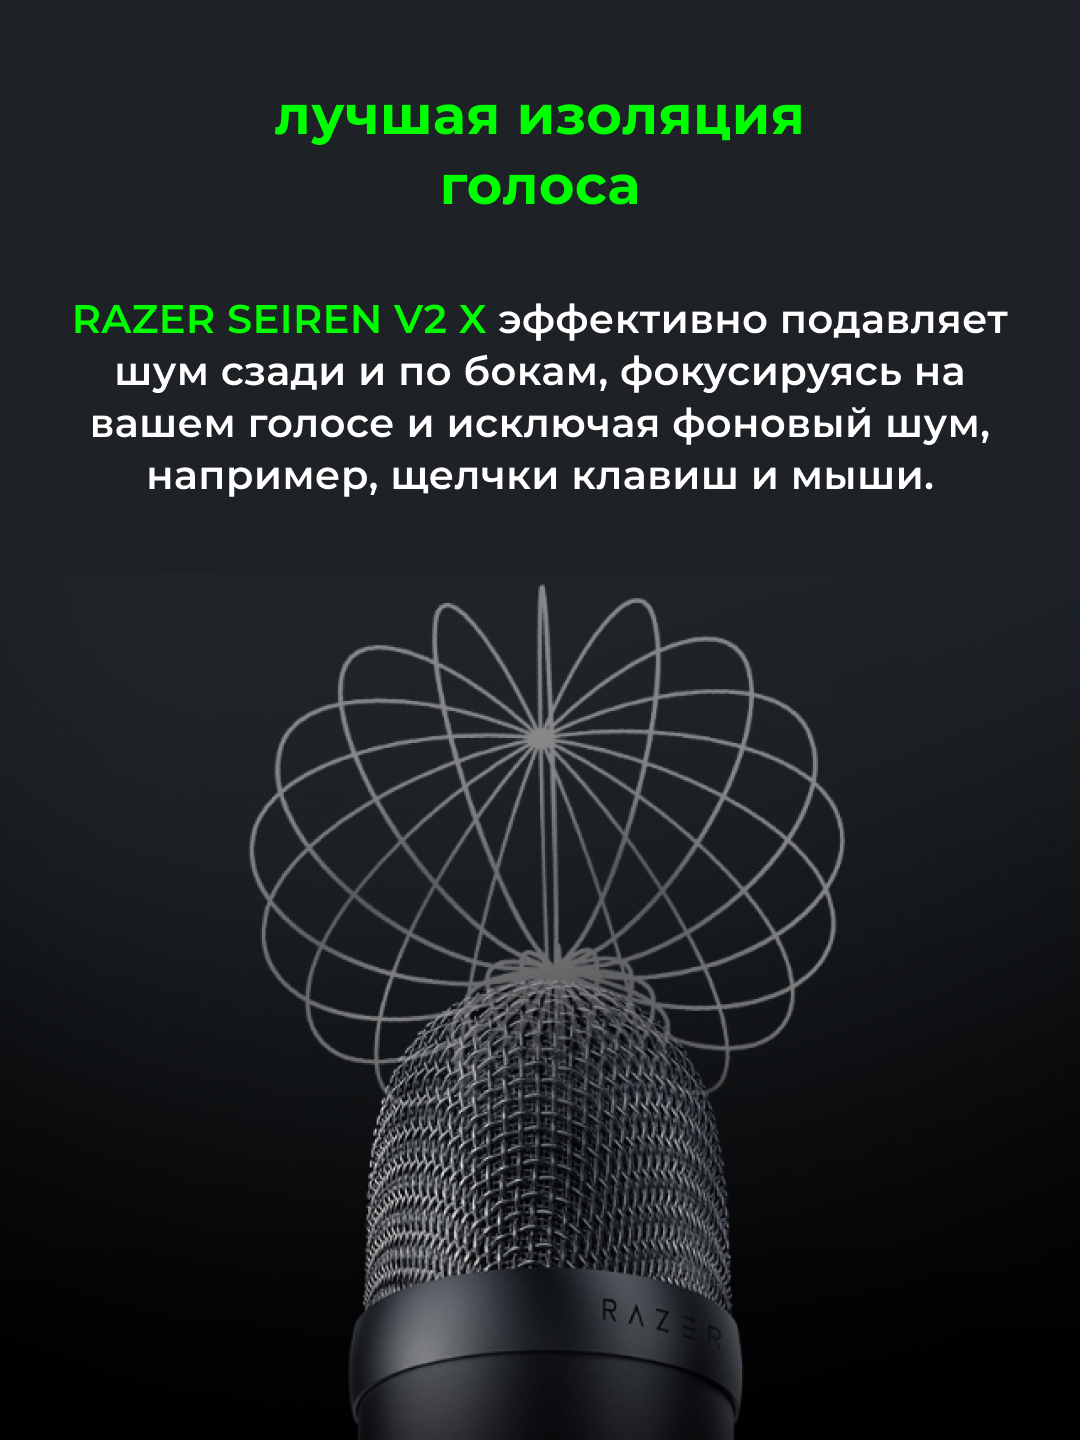 лучшая изоляция
голоса
RAZER SEIREN V2 X эффективно подавляет
шум сзади и по бокам, фокусируясь на
вашем голосе и исключая фоновый шум,
например, щелчки клавиш и мыши.
RAZER